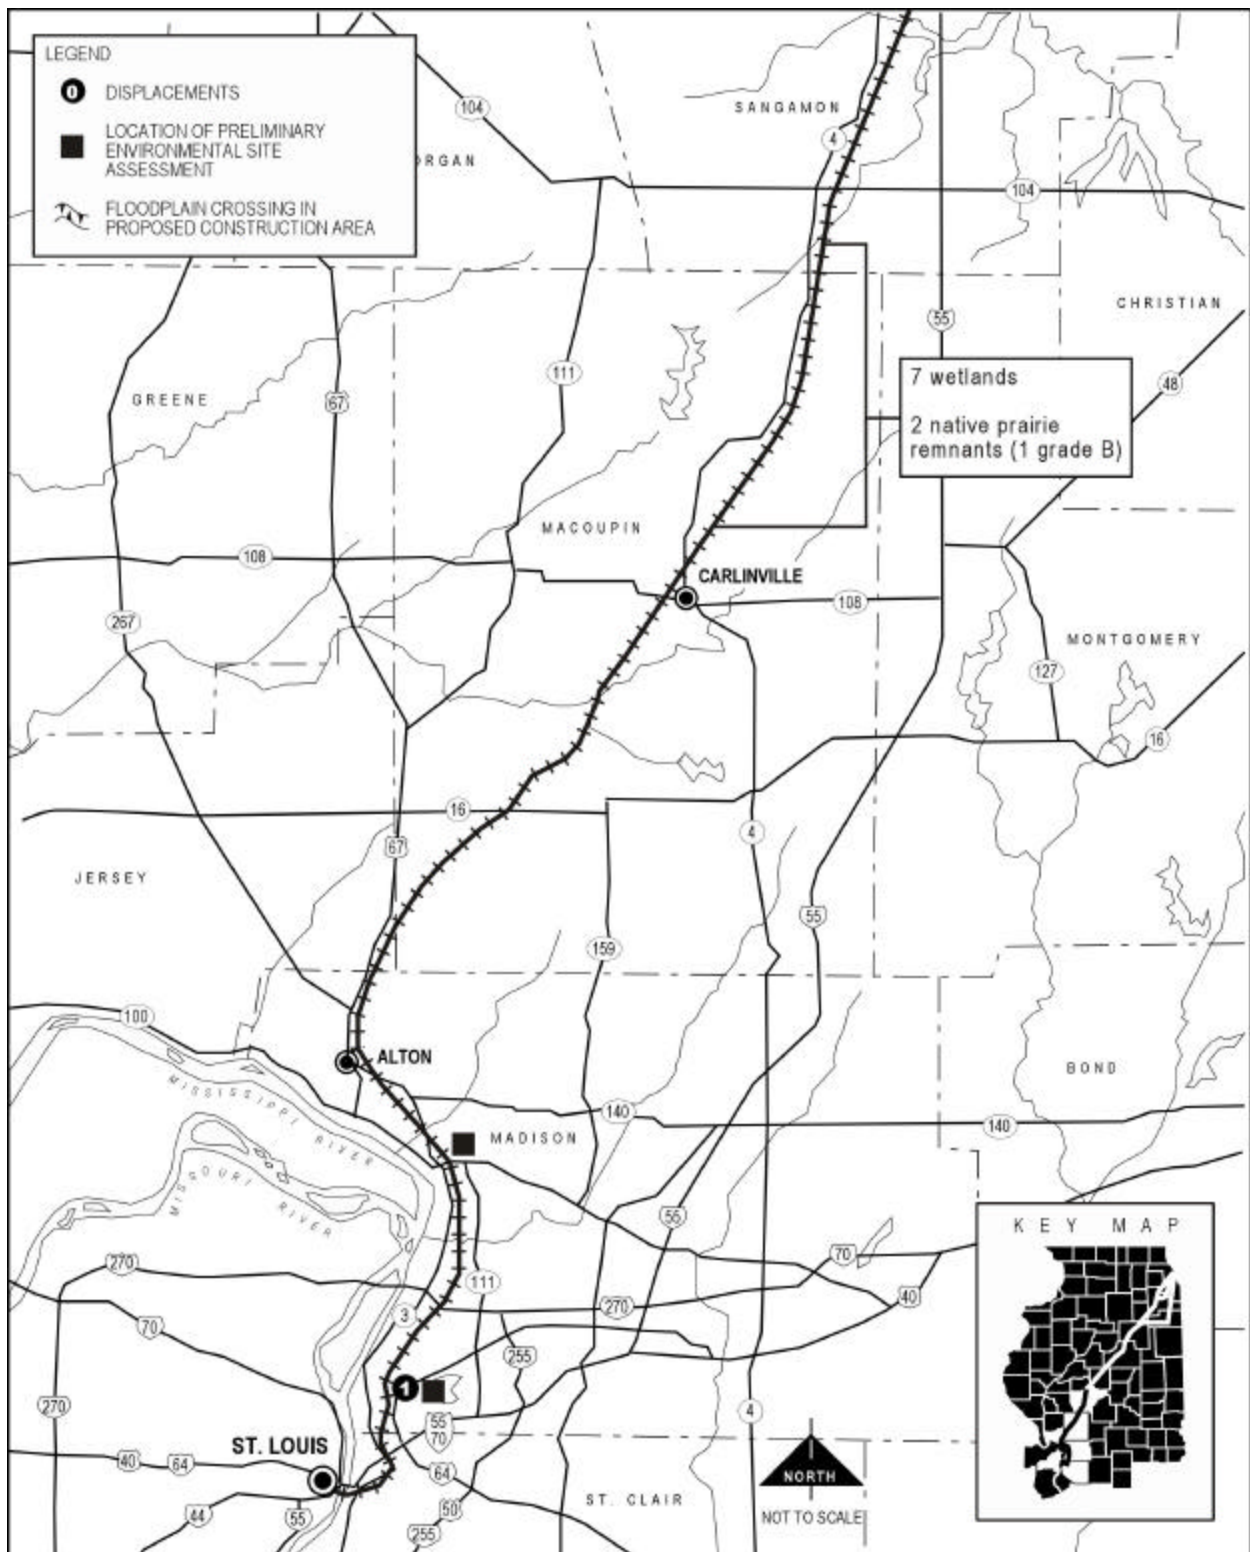 LEGEND
0 DISPLACEMENTS
LOCATION OF PRELIMINARY
ENVIRONMENTAL SITE
ASSESSMENT
FLOODPLAIN CROSSING IN
PROPOSED CONSTRUCTION AREA
104
SANGAMON
4
ORGAN
104
CHRISTIAN
55
111
48
7 wetlands
2 native prairie
remnants (1 grade B)
GREENE
67
MACOUPIN
108
CARLINVILLE
108
267
MONTGOMERY
127
16
16
4
67
JERSEY
55
159
100
ALTON
BOND
MISSISSIPPI RIVER
140
140
MADISON
MISSOURI RIVER
55
KEY MAP
70
270
111
40
270
3
70
255
1
270
4
55
70
ST. LOUIS
40
64
64
NORTH
ST. CLAIR
50
44
55
NOT TO SCALE
255